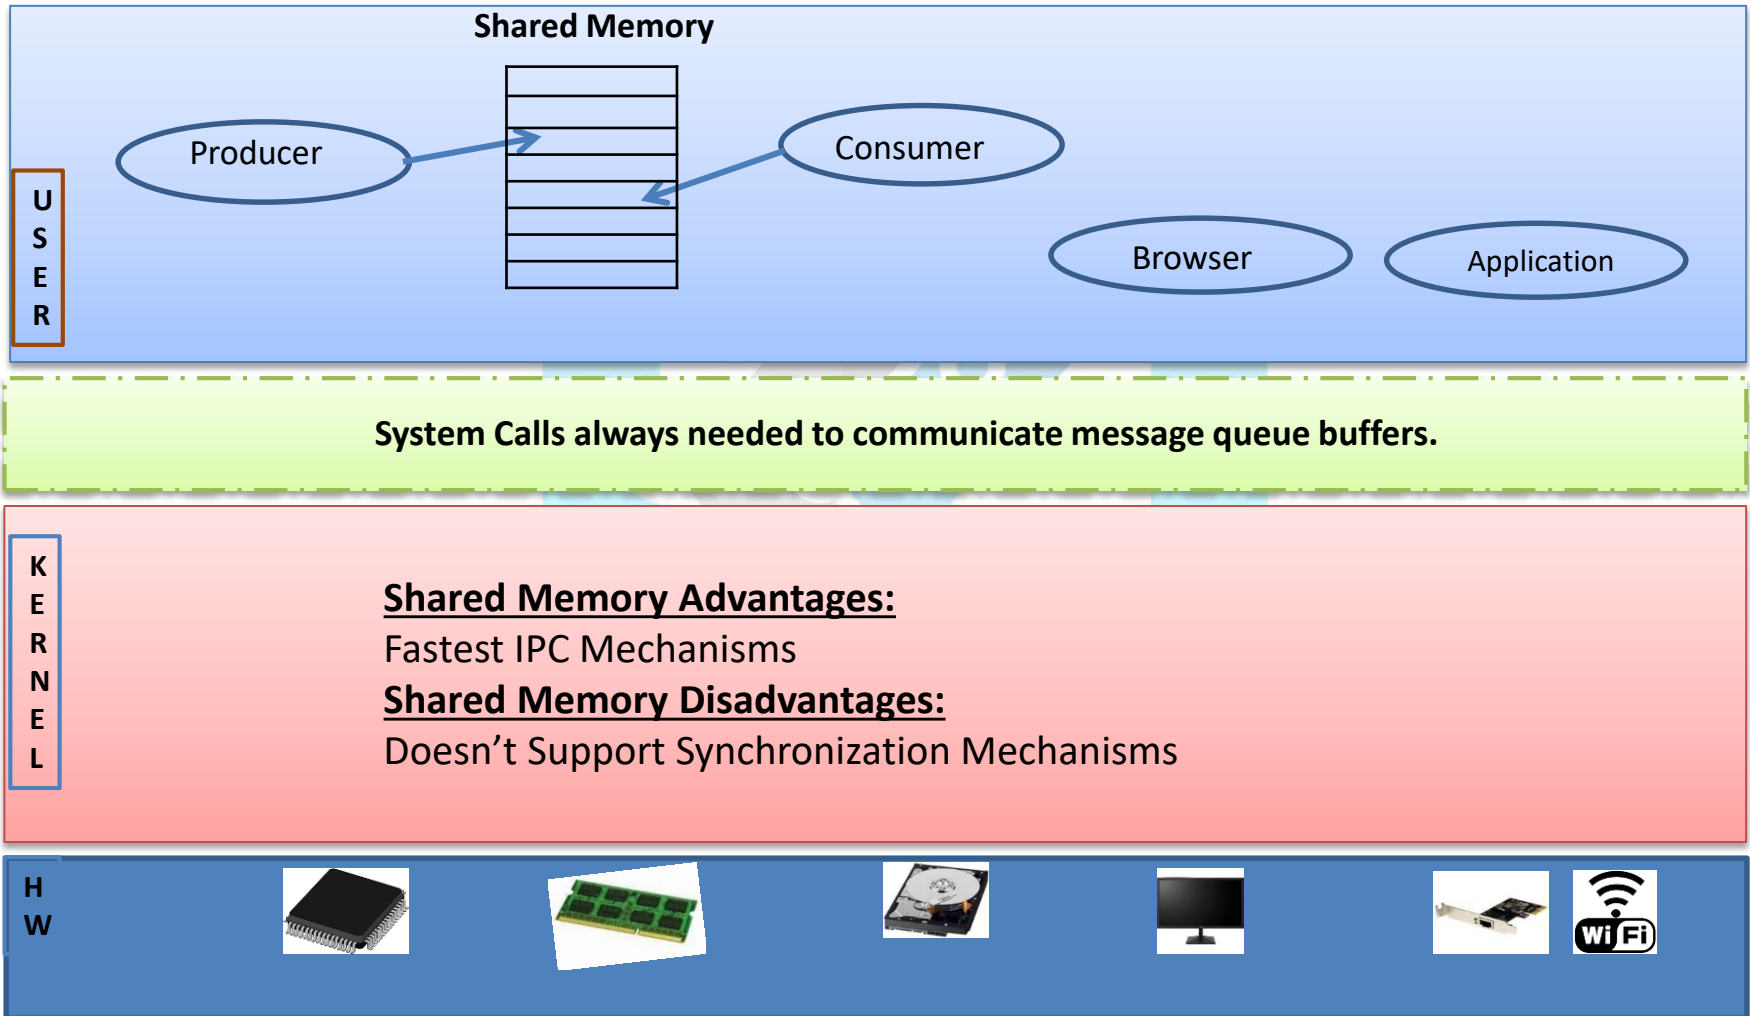 Shared Memory
Producer
Consumer
Browser
Application
U
S
E
R
System Calls always needed to communicate message queue buffers.
K
E
R
N
E
L
Shared Memory Advantages:
Fastest IPC Mechanisms
Shared Memory Disadvantages:
Doesn’t Support Synchronization Mechanisms
H
W
Wi Fi